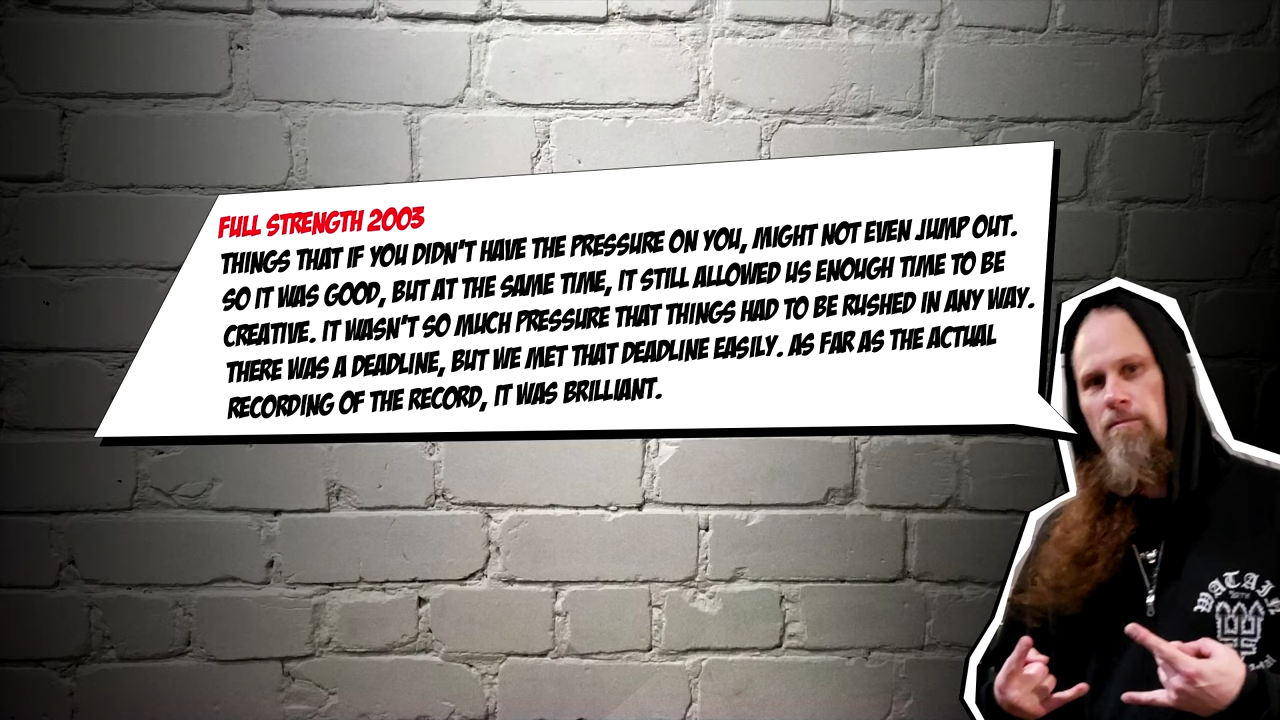 FULL STRENGTH 2003
THINGS THAT IF YOU DIDN'T HAVE THE PRESSURE ON YOU, MIGHT NOT EVEN JUMP OUT.
SO IT WAS GOOD, BUT AT THE SAME TIME, IT STILL ALLOWED US ENOUGH TIME TO BE
CREATIVE. IT WASN'T SO MUCH PRESSURE THAT THINGS HAD TO BE RUSHED IN ANY WAY.
THERE WAS A DEADLINE, BUT WE MET THAT DEADLINE EASILY. AS FAR AS THE ACTUAL
RECORDING OF THE RECORD, IT WAS BRILLIANT.
WATAIN